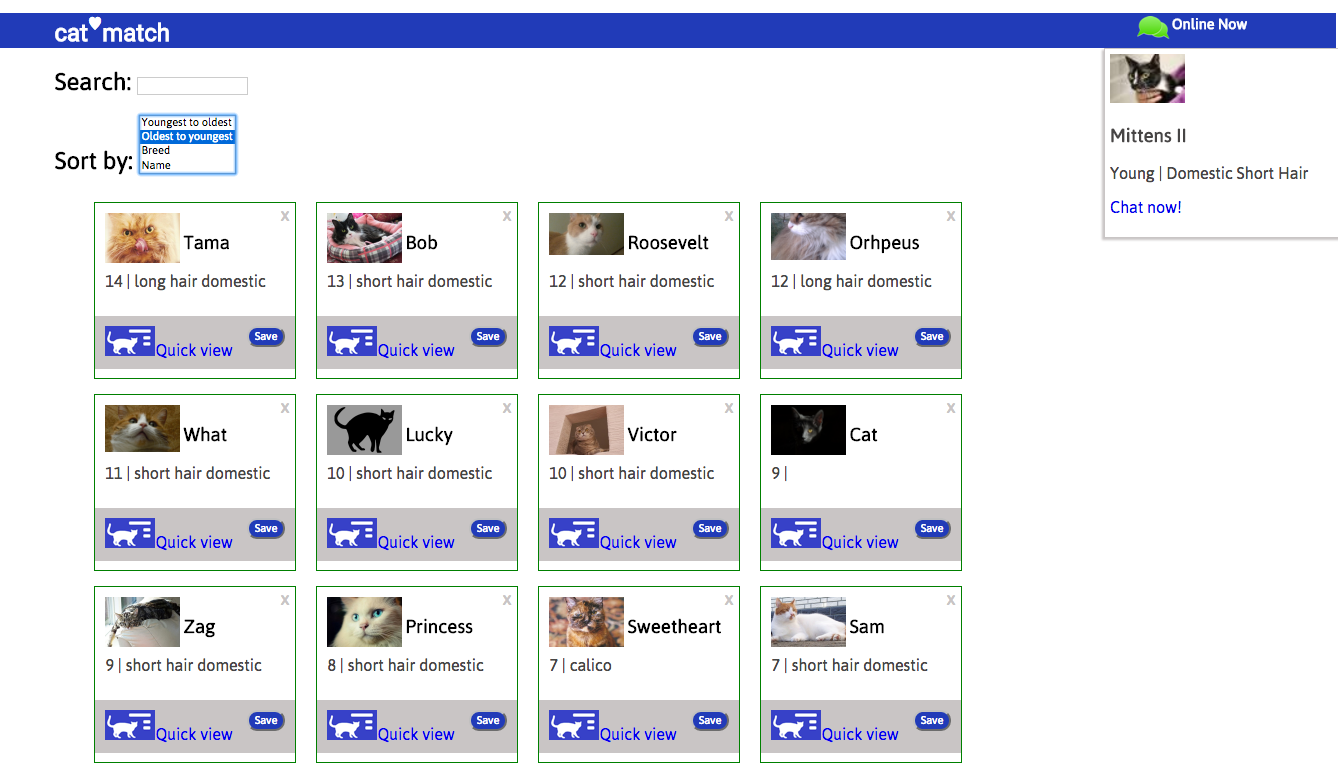 cat match
Online Now
Search:
Sort by:
Youngest to oldest
Oldest to youngest
Breed
Name
Mittens II
Young | Domestic Short Hair
Chat now!
x
Tama
14 | long hair domestic
Quick view
Save
x
Bob
13 | short hair domestic
Quick view
Save
x
Roosevelt
12 | short hair domestic
Quick view
Save
x
Orhpeus
12 | long hair domestic
Quick view
Save
x
What
11 | short hair domestic
Quick view
Save
x
Lucky
10 | short hair domestic
Quick view
Save
x
Victor
10 | short hair domestic
Quick view
Save
x
Cat
9 |
Quick view
Save
x
Zag
9 | short hair domestic
Quick view
Save
x
Princess
8 | short hair domestic
Quick view
Save
x
Sweetheart
7 | calico
Quick view
Save
x
Sam
7 | short hair domestic
Quick view
Save